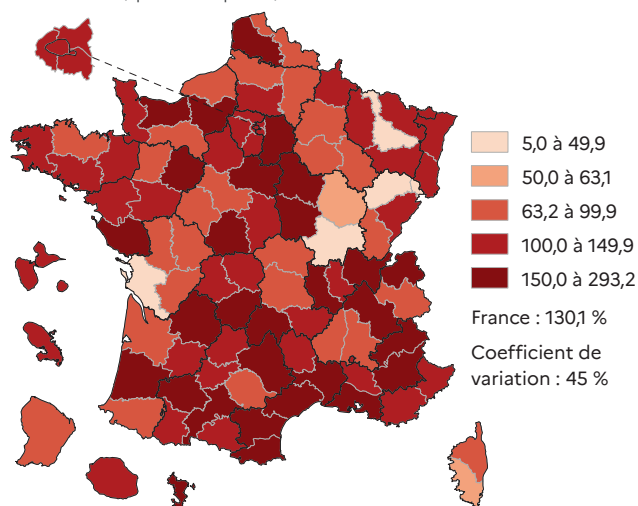 5,0 à 49,9
50,0 à 63,1
63,2 à 99,9
100,0 à 149,9
150,0 à 293,2
France : 130,1 %
Coefficient de
variation : 45 %